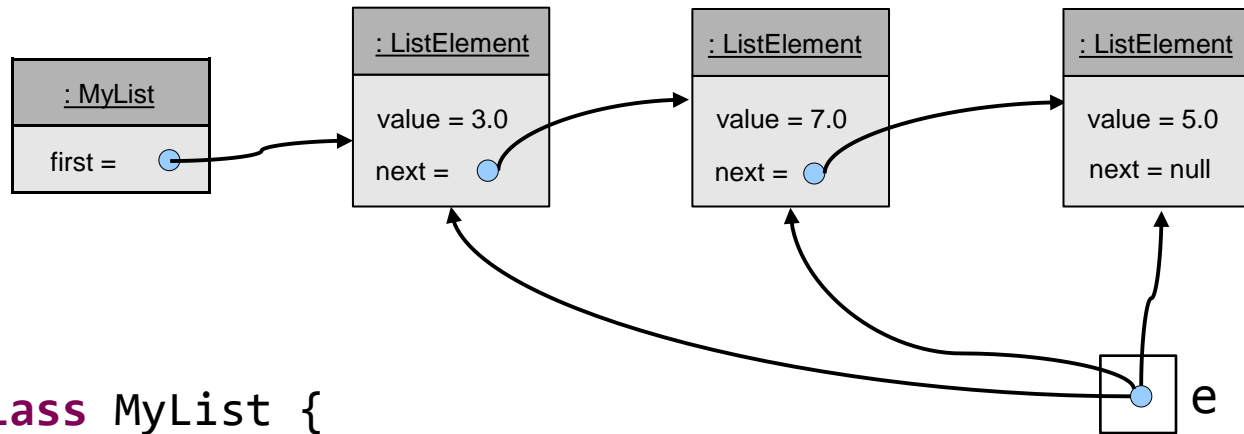 : MyList
first =
: ListElement
value = 3.0
next =
: ListElement
value = 7.0
next =
: ListElement
value = 5.0
next = null
e
lass MyList {